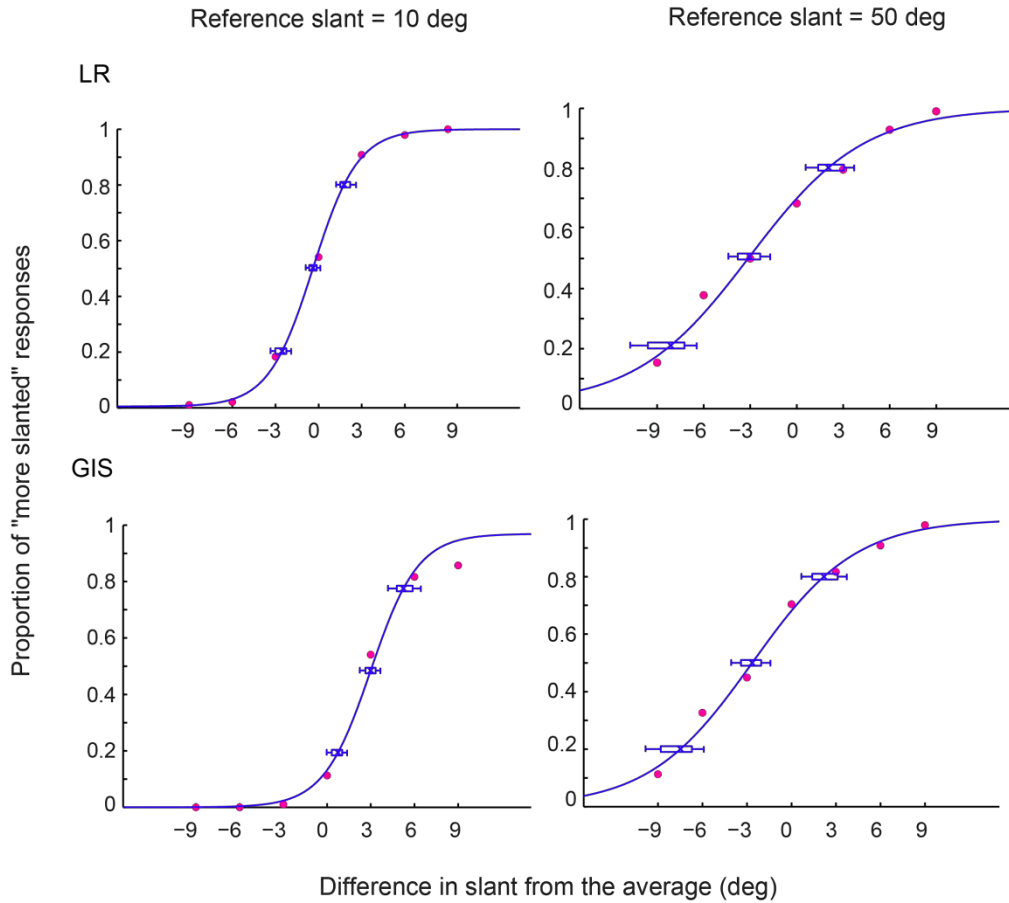 Reference slant = 10 deg
Reference slant = 50 deg
LR
1
0.8
0.6
0.4
0.2
0
−9 −6 −3 0 3 6 9
1
0.8
0.6
0.4
0.2
0
−9 −6 −3 0 3 6 9
GIS
1
0.8
0.6
0.4
0.2
0
−9 −6 −3 0 3 6 9
1
0.8
0.6
0.4
0.2
0
−9 −6 −3 0 3 6 9
Proportion of "more slanted" responses
Difference in slant from the average (deg)